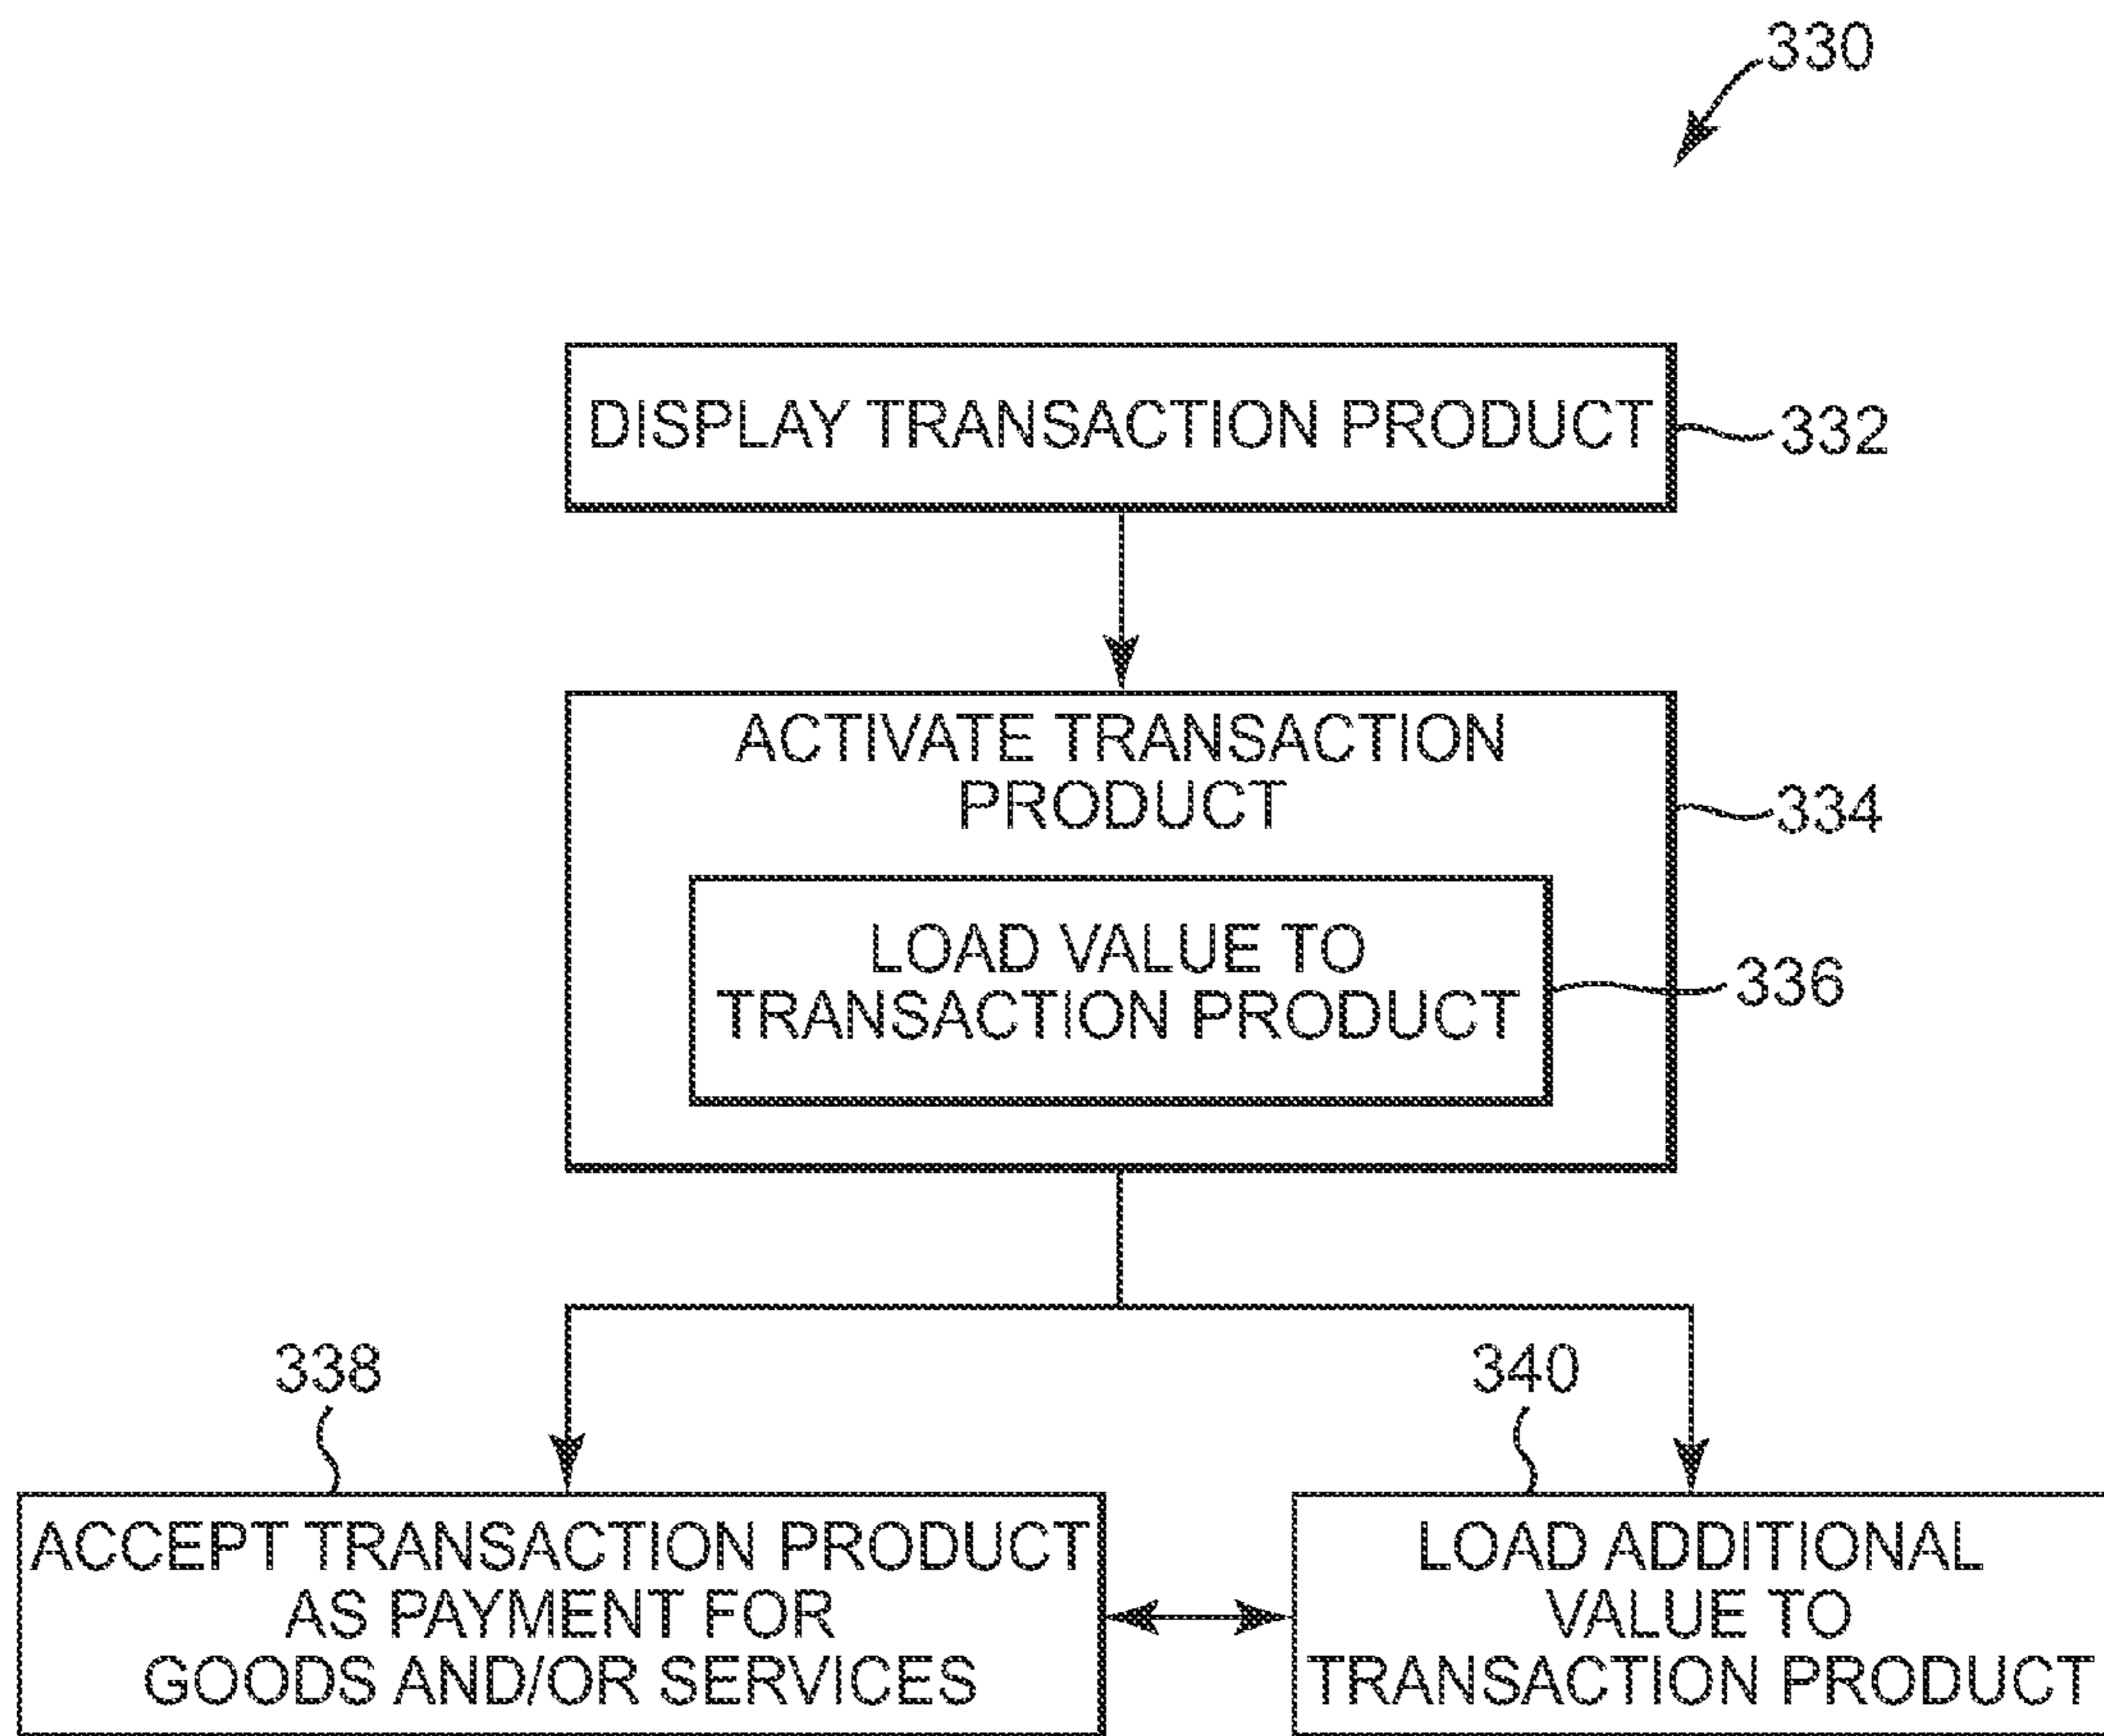 330
DISPLAY TRANSACTION PRODUCT
332
ACTIVATE TRANSACTION
PRODUCT
334
LOAD VALUE TO
TRANSACTION PRODUCT
336
338
340
ACCEPT TRANSACTION PRODUCT
AS PAYMENT FOR
GOODS AND/OR SERVICES
LOAD ADDITIONAL
VALUE TO
TRANSACTION PRODUCT